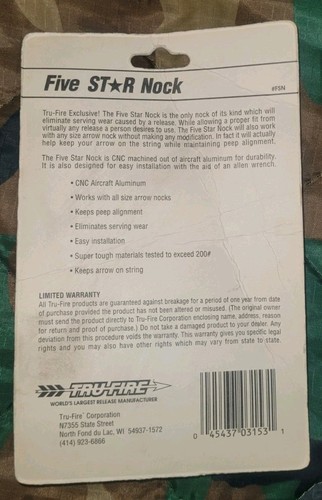 Five ST★R Nock
#FSN
Tru-Fire Exclusive! The Five Star Nock is the only nock of its kind which will
eliminate serving wear caused by a release. While allowing a proper fit from
virtually any release a person desires to use. The Five Star Nock will also work
with any size arrow nock without making any modification. In fact it will actually
help keep your arrow on the string while maintaining peep alignment.
The Five Star Nock is CNC machined out of aircraft aluminum for durability.
It is also designed for easy installation with the aid of an allen wrench.
• CNC Aircraft Aluminum
• Works with all size arrow nocks
• Keeps peep alignment
• Eliminates serving wear
• Easy installation
• Super tough materials tested to exceed 200#
• Keeps arrow on string
LIMITED WARRANTY
All Tru-Fire products are guaranteed against breakage for a period of one year from date
of purchase provided the product has not been altered or misused. (The original owner
must send the product directly to Tru-Fire Corporation enclosing name, address, reason
for return and proof of purchase.) Do not take a damaged product to your dealer. Any
deviation from this procedure voids the warranty. This warranty gives you specific legal
rights and you may also have other rights which may vary from state to state.
TRU-FIRE
WORLD'S LARGEST RELEASE MANUFACTURER
Tru-Fire® Corporation
N7355 State Street
North Fond du Lac, WI 54937-1572
(414) 923-6866
0 45437 03153 1